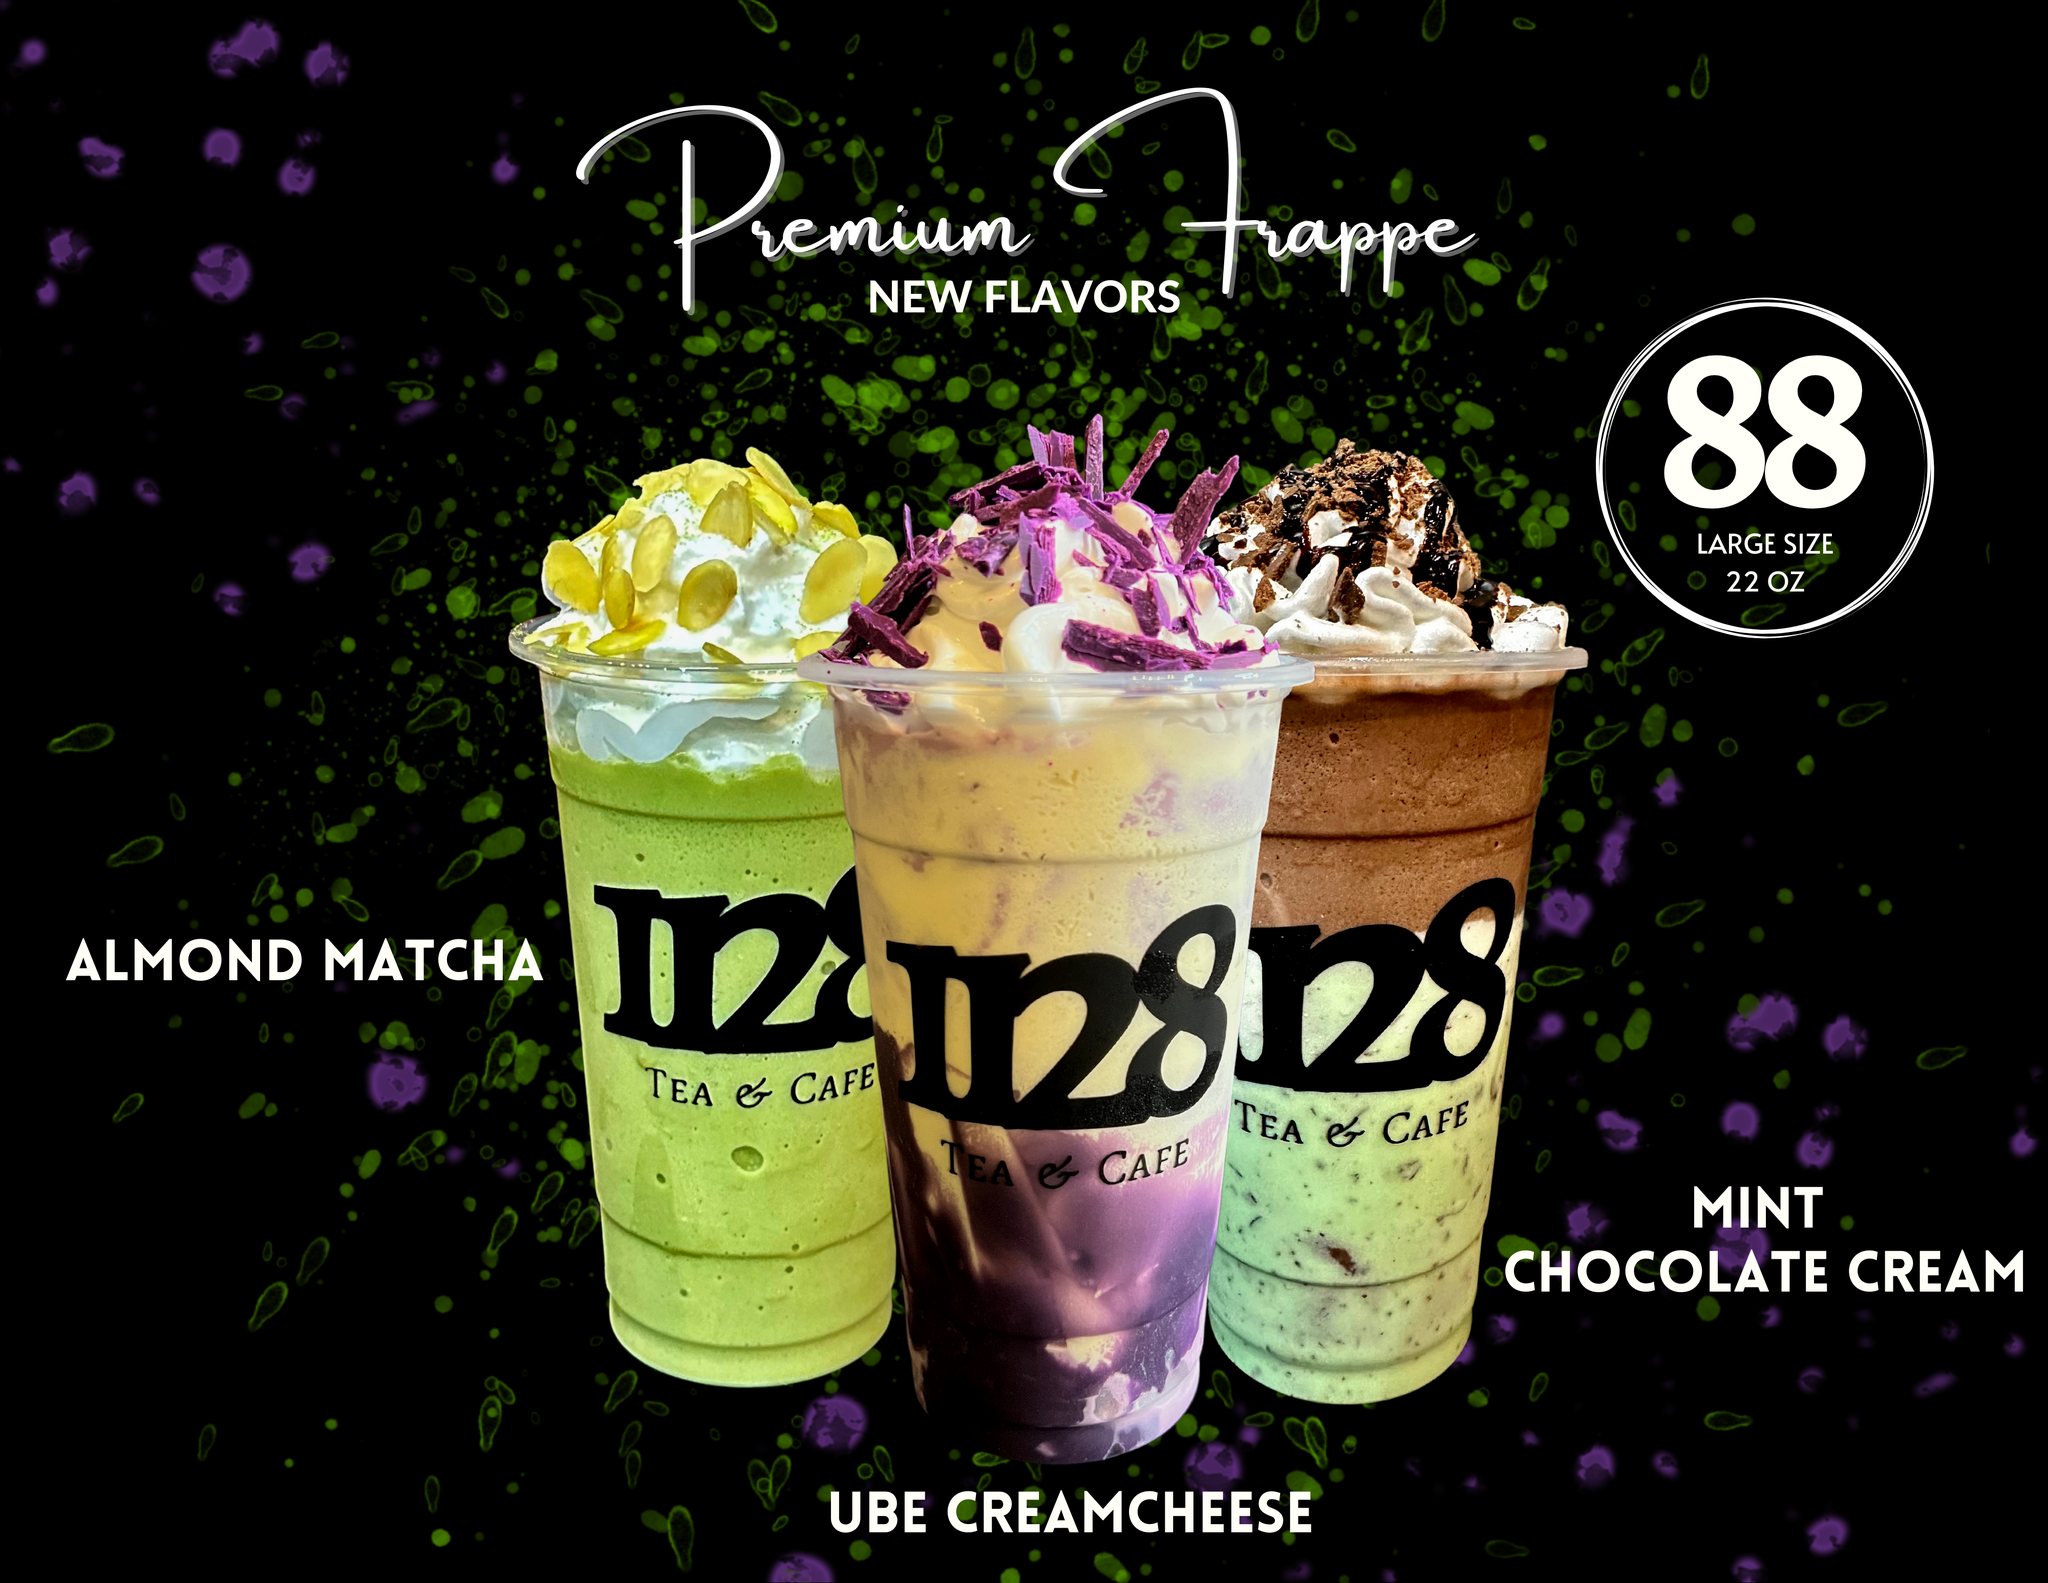 Premium Frappe
NEW FLAVORS
88
LARGE SIZE
22 OZ
ALMOND MATCHA
1128
TEA & CAFE
1128
TEA & CAFE
1128
TEA & CAFE
MINT
CHOCOLATE CREAM
UBE CREAMCHEESE